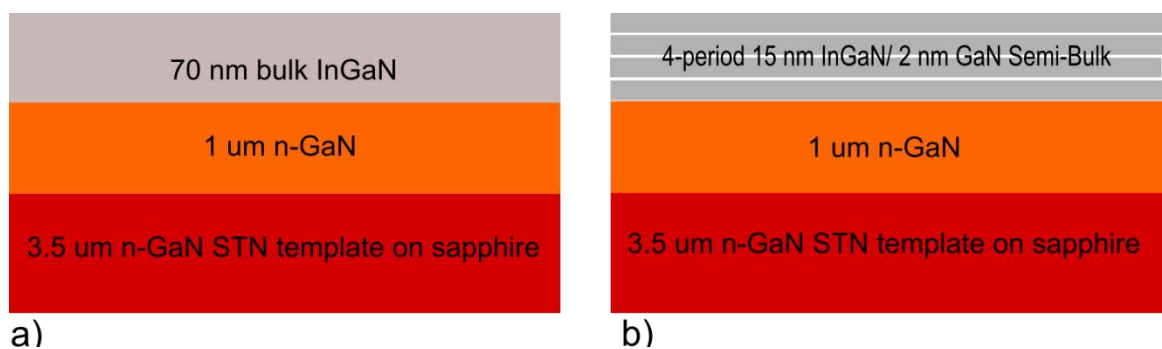 70 nm bulk InGaN
1 um n-GaN
3.5 um n-GaN STN template on sapphire
a)
4-period 15 nm InGaN/ 2 nm GaN Semi-Bulk
1 um n-GaN
3.5 um n-GaN STN template on sapphire
b)